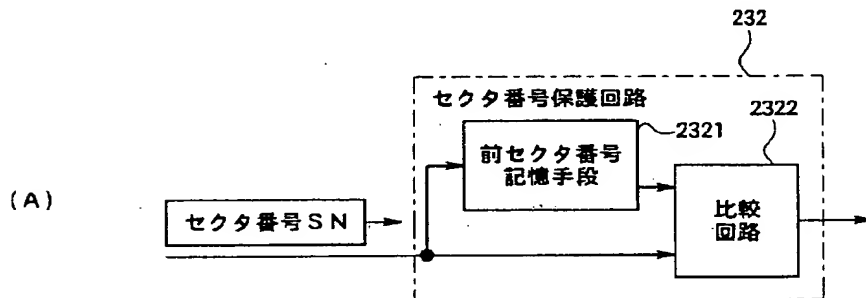 232
セクタ番号保護回路
2322
2321
前セクタ番号
記憶手段
(A)
セクタ番号SN
比較
回路